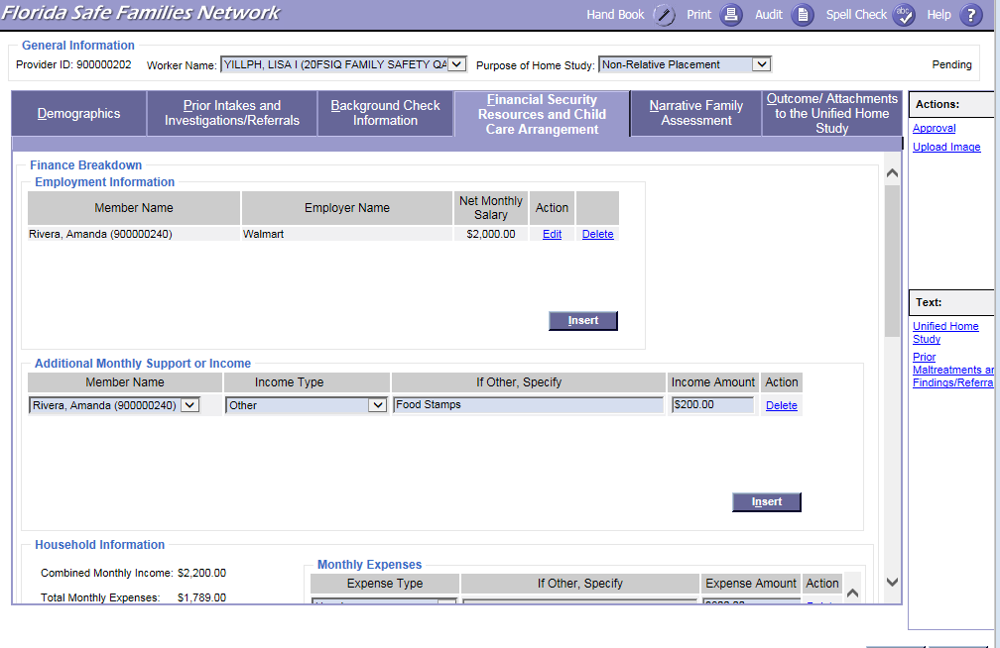 Florida Safe Families Network
Hand Book Print Audit Spell Check Help
General Information
Provider ID: 900000202 Worker Name: YILLPH, LISA I (20FSIQ FAMILY SAFETY QA Purpose of Home Study: Non-Relative Placement Pending
Demographics
Prior Intakes and
Investigations/Referrals
Background Check
Information
Financial Security
Resources and Child
Care Arrangement
Narrative Family
Assessment
Outcome/ Attachments
to the Unified Home
Study
Actions:
Approval
Upload Image
Finance Breakdown
Employment Information
Member Name Employer Name Net Monthly Salary Action
Rivera, Amanda (900000240) Walmart $2,000.00 Edit Delete
Insert
Text:
Unified Home
Study
Prior
Maltreatments an
Findings/Referra
Additional Monthly Support or Income
Member Name Income Type If Other, Specify Income Amount Action
Rivera, Amanda (900000240) Other Food Stamps $200.00 Delete
Insert
Household Information
Combined Monthly Income: $2,200.00
Total Monthly Expenses: $1,789.00
Monthly Expenses
Expense Type If Other, Specify Expense Amount Action